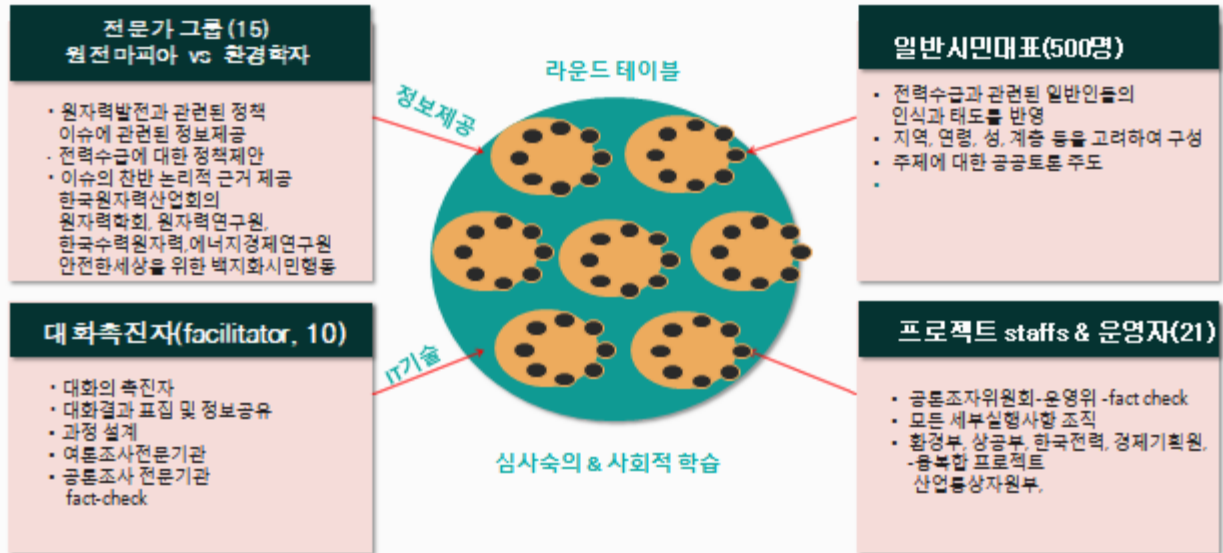 전문가 그룹(15)
원전마피아 vs 환경학자
• 원자력발전과 관련된 정책
이슈에 관련된 정보제공
· 전력수급에 대한 정책제안
• 이슈의 찬반 논리적 근거 제공
한국원자력산업회의
원자력학회, 원자력연구원,
한국수력원자력,에너지경제연구원
안전한세상을 위한 백지화시민행동
정보제공
라운드 테이블
일반시민대표(500명)
• 전력수급과 관련된 일반인들의
인식과 태도를 반영
• 지역, 연령, 성, 계층 등을 고려하여 구성
• 주제에 대한 공공토론 주도
•
대화촉진자(facilitator, 10)
• 대화의 촉진자
• 대화결과 표집 및 정보공유
• 과정 설계
• 여론조사전문기관
• 공론조사 전문기관
fact-check
IT기술
심사숙의 & 사회적 학습
프로젝트 staffs & 운영자(21)
• 공론조자위원회-운영위 -fact check
• 모든 세부실행사항 조직
• 환경부, 상공부, 한국전력, 경제기획원,
-융복합 프로젝트
산업통상자원부,